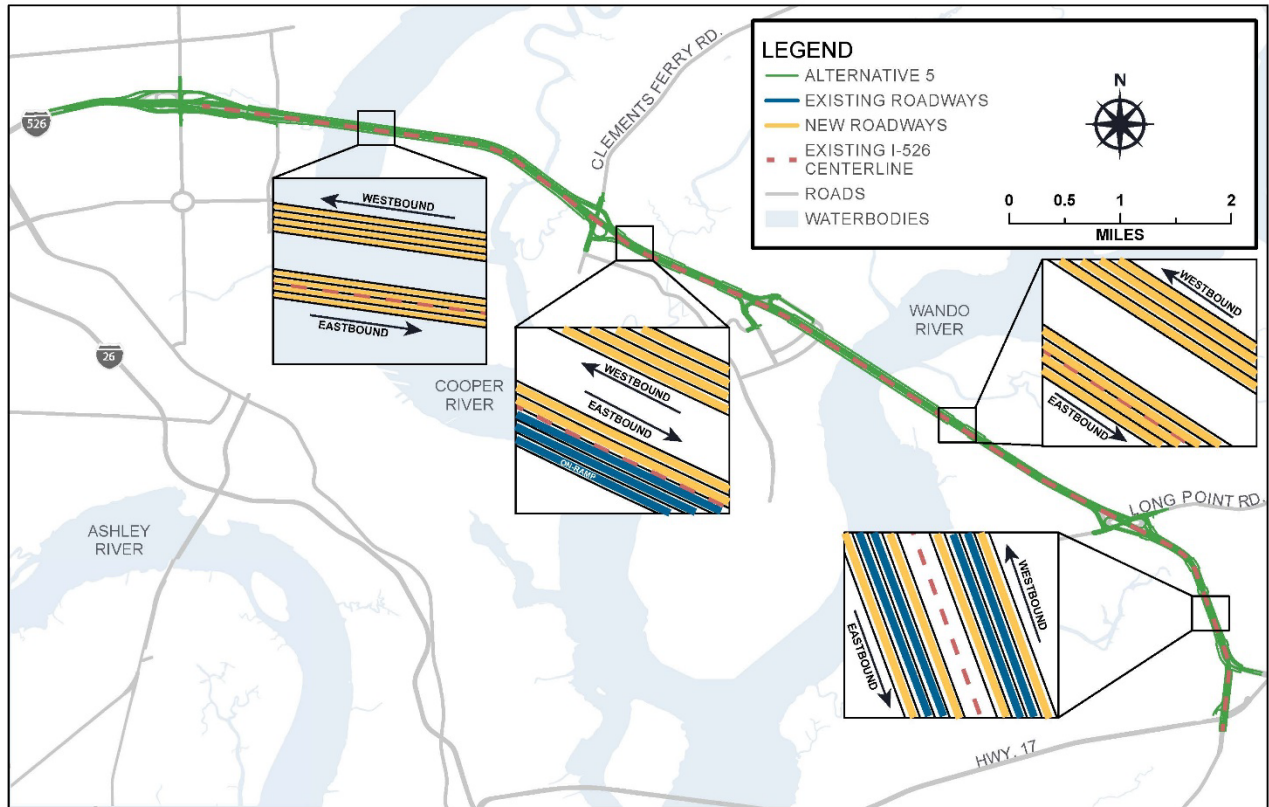 LEGEND
ALTERNATIVE 5
EXISTING ROADWAYS
NEW ROADWAYS
EXISTING I-526
CENTERLINE
ROADS
WATERBODIES
N
0 0.5 1 2
MILES
CLEMENTS FERRY RD.
526
WESTBOUND
EASTBOUND
26
COOPER
RIVER
WESTBOUND
EASTBOUND
ON-RAMP
WANDO
RIVER
WESTBOUND
EASTBOUND
LONG POINT RD.
ASHLEY
RIVER
WESTBOUND
EASTBOUND
HWY. 17